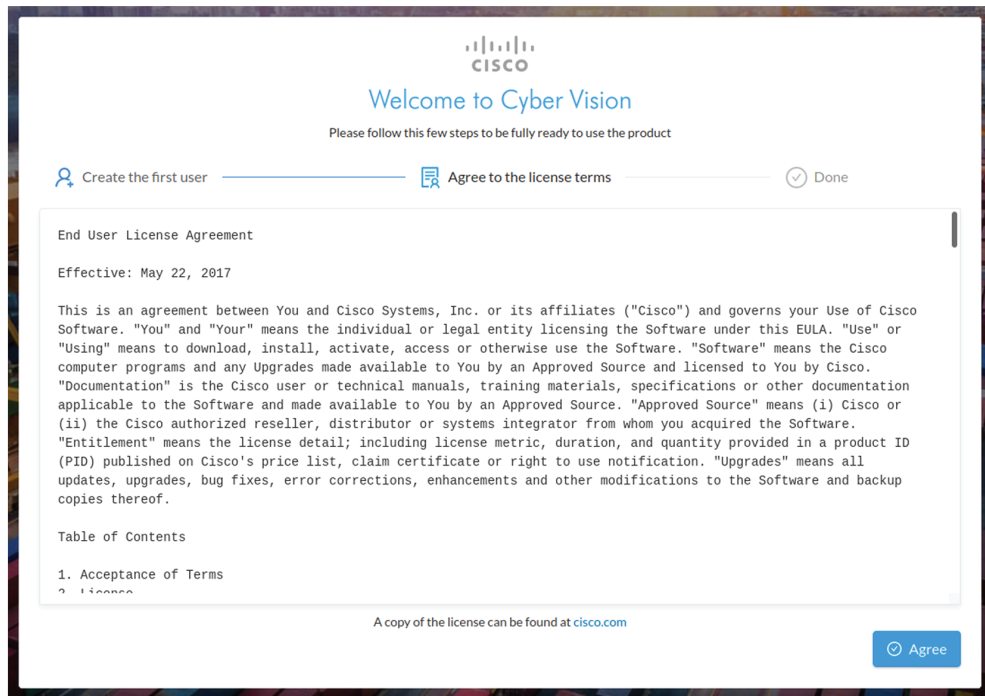 CISCO
Welcome to Cyber Vision
Please follow this few steps to be fully ready to use the product
Create the first user
Agree to the license terms
Done
End User License Agreement
Effective: May 22, 2017
This is an agreement between You and Cisco Systems, Inc. or its affiliates ("Cisco") and governs your Use of Cisco
Software. "You" and "Your" means the individual or legal entity licensing the Software under this EULA. "Use" or
"Using" means to download, install, activate, access or otherwise use the Software. "Software" means the Cisco
computer programs and any Upgrades made available to You by an Approved Source and licensed to You by Cisco.
"Documentation" is the Cisco user or technical manuals, training materials, specifications or other documentation
applicable to the Software and made available to You by an Approved Source. "Approved Source" means (i) Cisco or
(ii) the Cisco authorized reseller, distributor or systems integrator from whom you acquired the Software.
"Entitlement" means the license detail; including license metric, duration, and quantity provided in a product ID
(PID) published on Cisco's price list, claim certificate or right to use notification. "Upgrades" means all
updates, upgrades, bug fixes, error corrections, enhancements and other modifications to the Software and backup
copies thereof.
Table of Contents
1. Acceptance of Terms
2. License
A copy of the license can be found at cisco.com
Agree